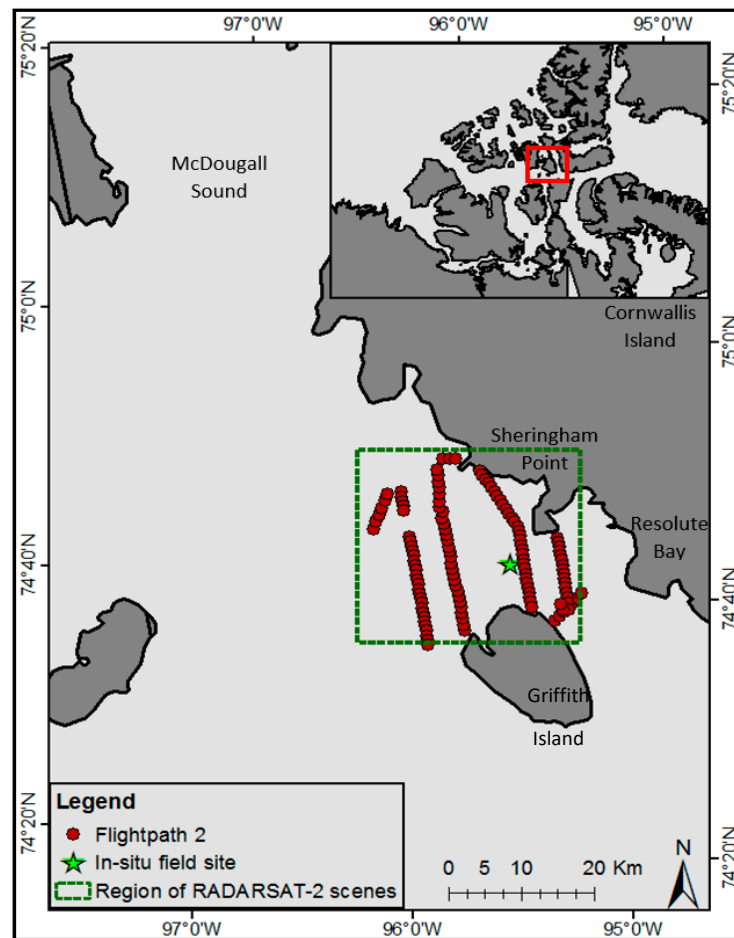 97°0'W 96°0'W 95°0'W
75°20'N
75°20'N
McDougall
Sound
75°0'N
Cornwallis
Island
75°0'N
Sheringham
Point
Resolute
Bay
74°40'N
74°40'N
Griffith
Island
Legend
Flightpath 2
In-situ field site
Region of RADARSAT-2 scenes
0 5 10 20 Km
N
74°20'N
74°20'N
97°0'W 96°0'W 95°0'W